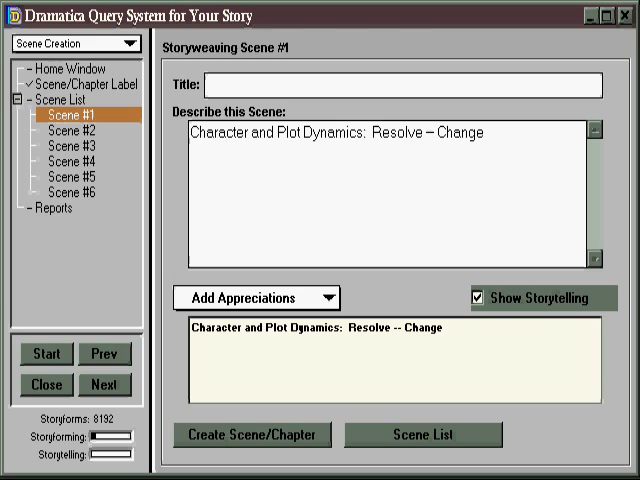 Dramatica Query System for Your Story
Scene Creation
Storyweaving Scene #1
Home Window
Scene/Chapter Label
Scene List
Scene #1
Scene #2
Scene #3
Scene #4
Scene #5
Scene #6
Reports
Title:
Describe this Scene:
Character and Plot Dynamics: Resolve – Change
Add Appreciations
Show Storytelling
Character and Plot Dynamics: Resolve -- Change
Start Prev
Close Next
Storyforms: 8192
Storyforming:
Storytelling:
Create Scene/Chapter
Scene List